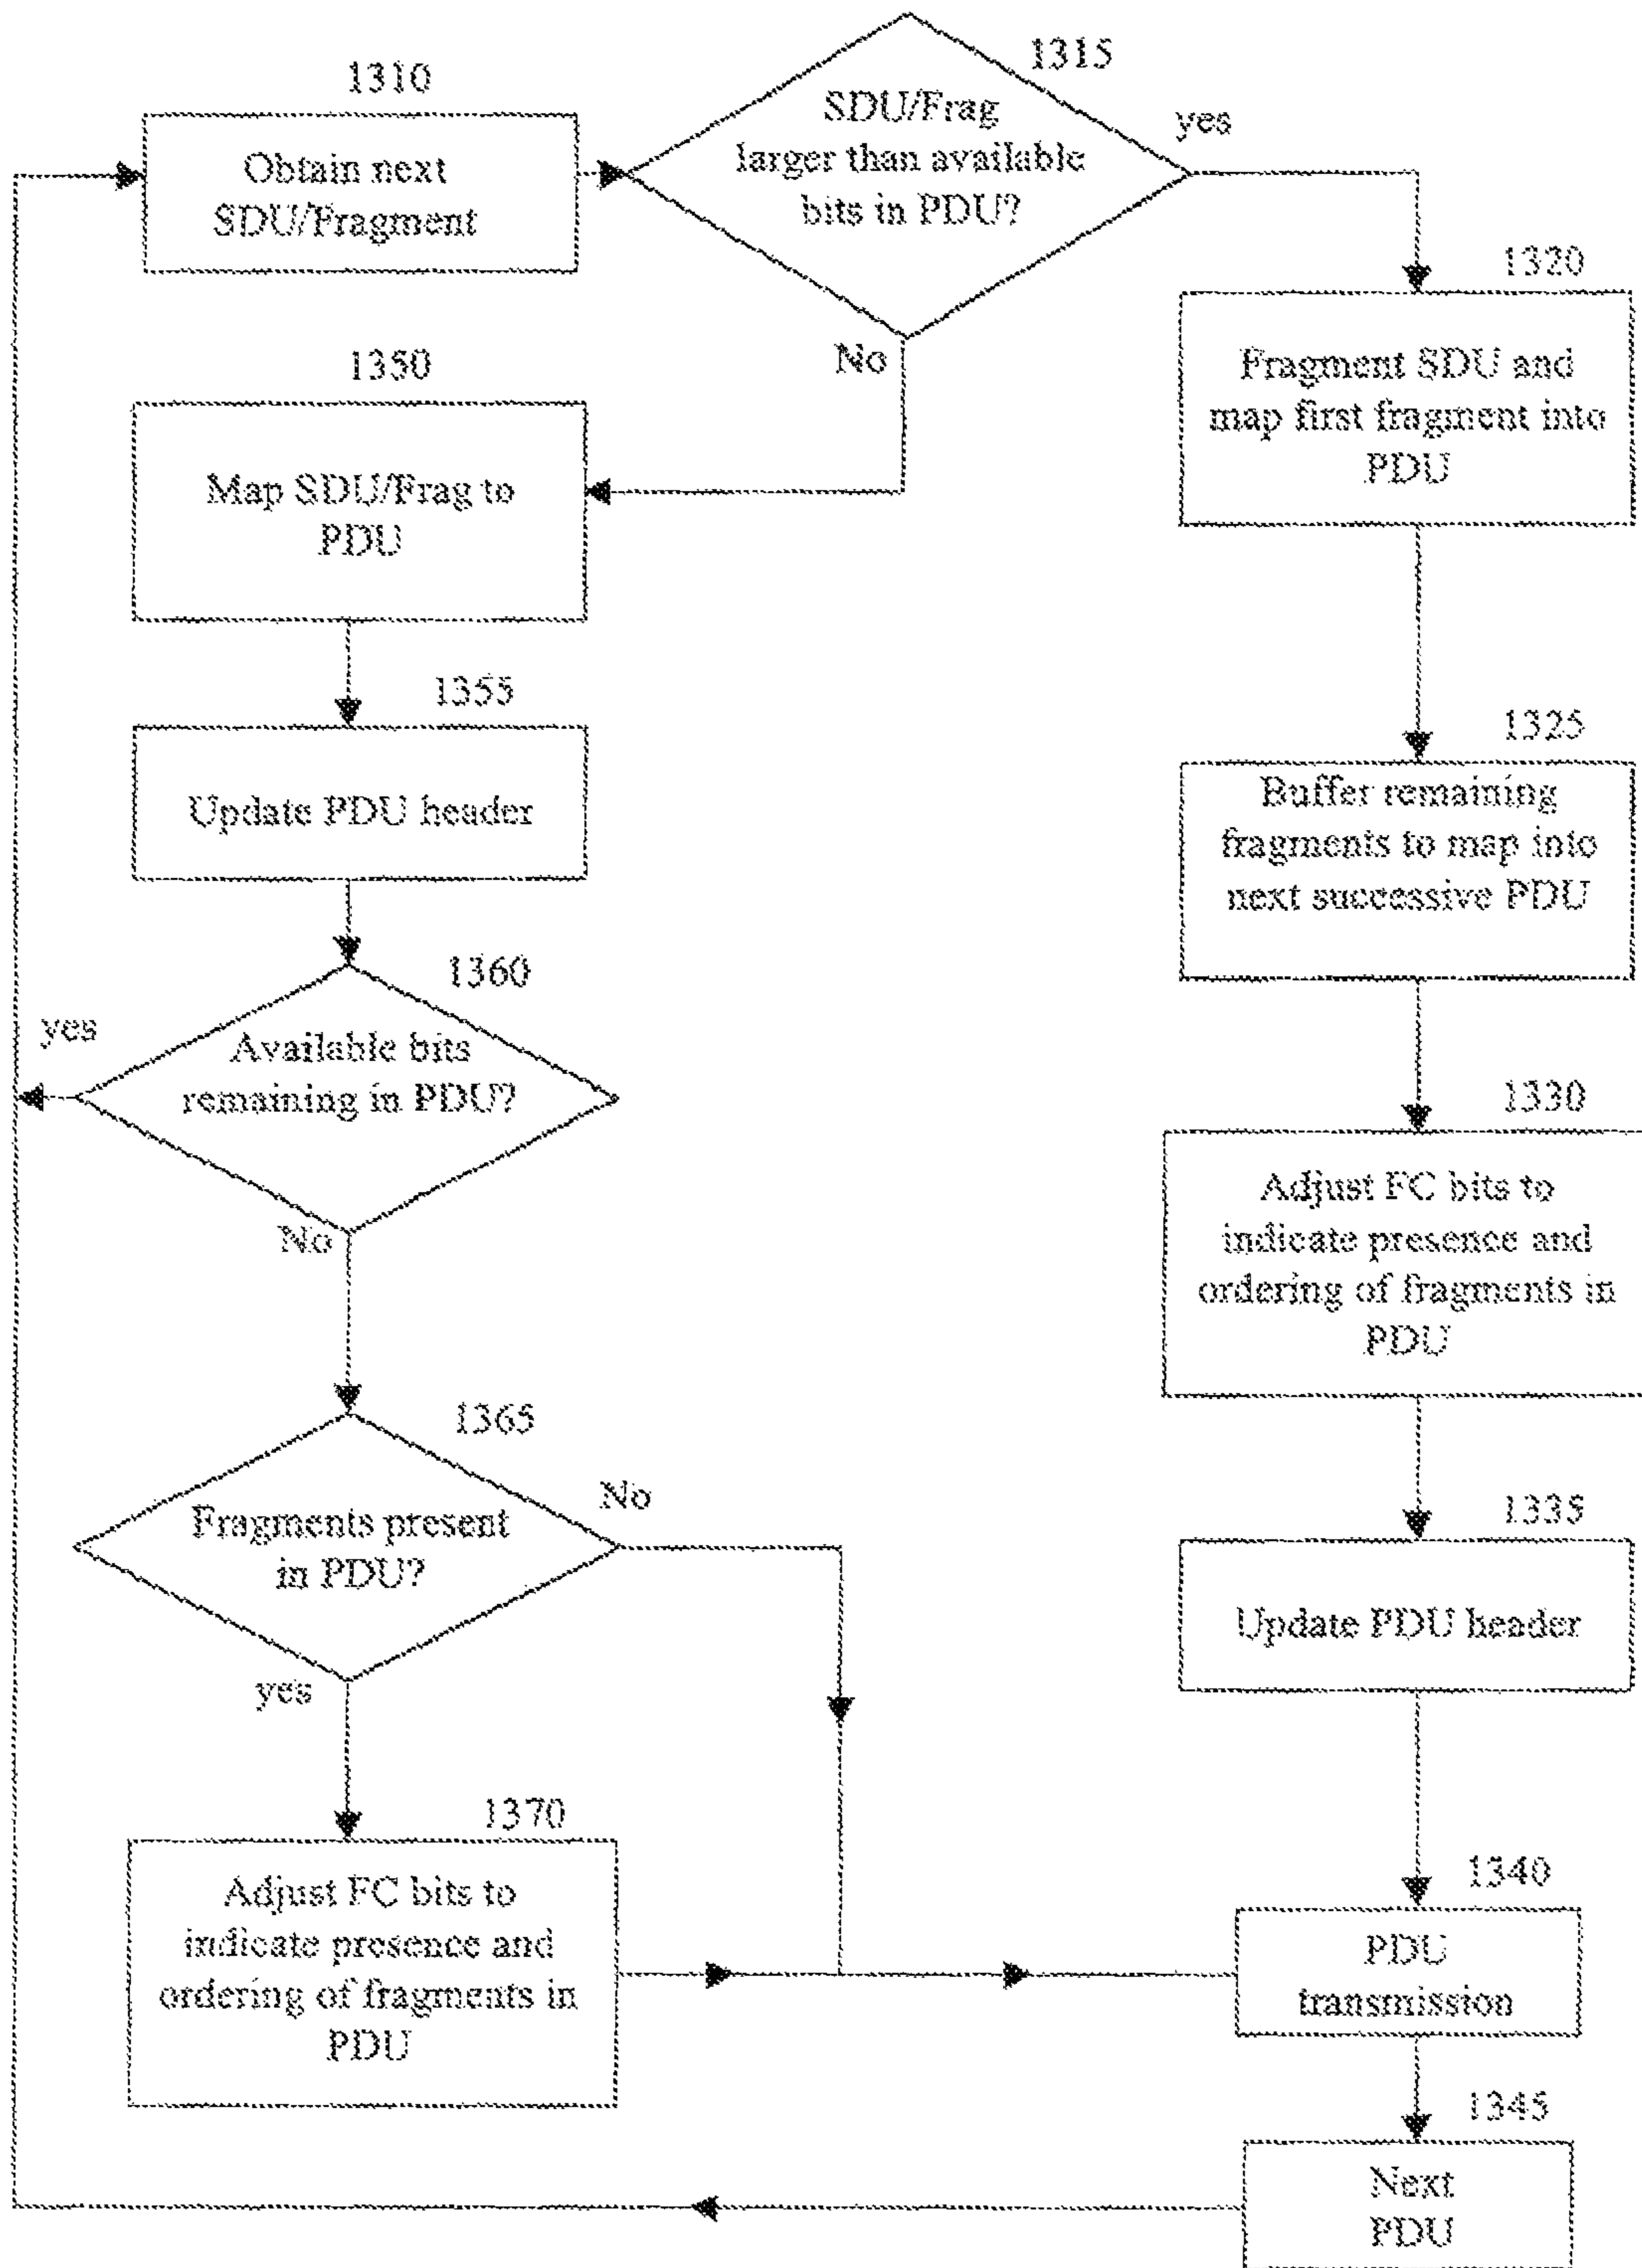 1310
Obtain next
SDU/Fragment
1315
SDU/Frag
larger than available
bits in PDU?
yes
No
1320
Fragment SDU and
map first fragment into
PDU
1350
Map SDU/Frag to
PDU
1325
Buffer remaining
fragments to map into
next successive PDU
1355
Update PDU header
1360
Available bits
remaining in PDU?
yes
No
1330
Adjust FC bits to
indicate presence and
ordering of fragments in
PDU
1365
Fragments present
in PDU?
No
yes
1335
Update PDU header
1370
Adjust FC bits to
indicate presence and
ordering of fragments in
PDU
1340
PDU
transmission
1345
Next
PDU